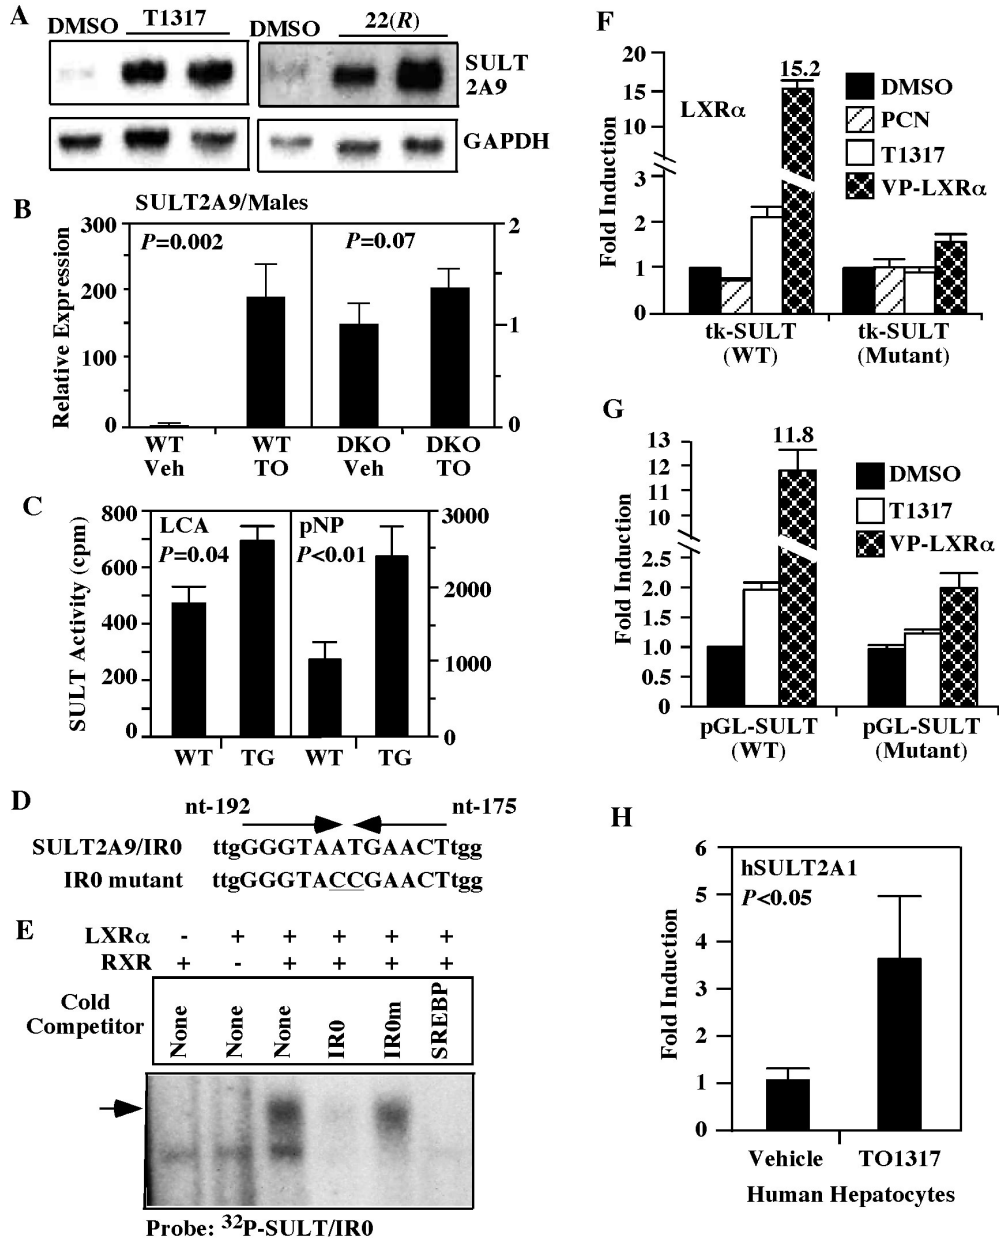 A
DMSO T1317
DMSO 22(R)
SULT
2A9
GAPDH
B
SULT2A9/Males
P=0.002
P=0.07
Relative Expression
300
200
100
0
2
1
0
WT
Veh
WT
TO
DKO
Veh
DKO
TO
C
SULT Activity (cpm)
800
600
400
200
0
LCA
P=0.04
pNP
P<0.01
3000
2000
1000
0
WT TG WT TG
D
nt-192 nt-175
SULT2A9/IR0 ttgGGGTAATGAACTtgg
IR0 mutant ttgGGGTACCGAACTtgg
E
LXRα - + + + + +
RXR + - + + + +
Cold
Competitor
None None None IR0 IR0m SREBP
Probe: 32P-SULT/IR0
F
Fold Induction
20
15
10
3
2
1
0
LXRα
15.2
DMSO
PCN
T1317
VP-LXRα
tk-SULT
(WT)
tk-SULT
(Mutant)
G
Fold Induction
13
12
11
10
2.5
2.0
1.5
1.0
0.5
0
11.8
DMSO
T1317
VP-LXRα
pGL-SULT
(WT)
pGL-SULT
(Mutant)
H
Fold Induction
6
5
4
3
2
1
0
hSULT2A1
P<0.05
Vehicle TO1317
Human Hepatocytes